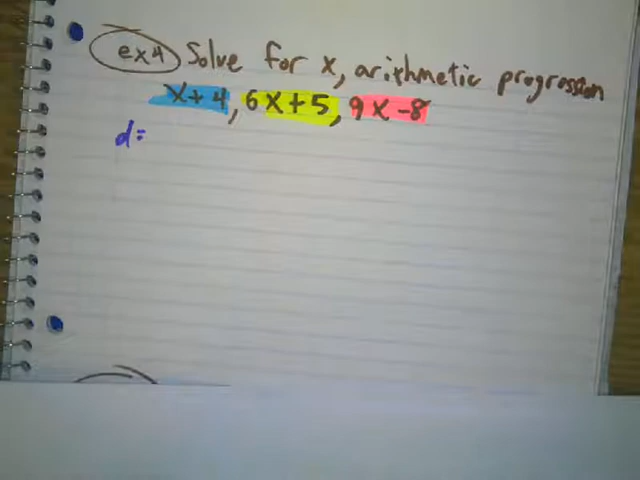 ex4 Solve for x, arithmetic progression
x+4, 6x+5, 9x-8
d=